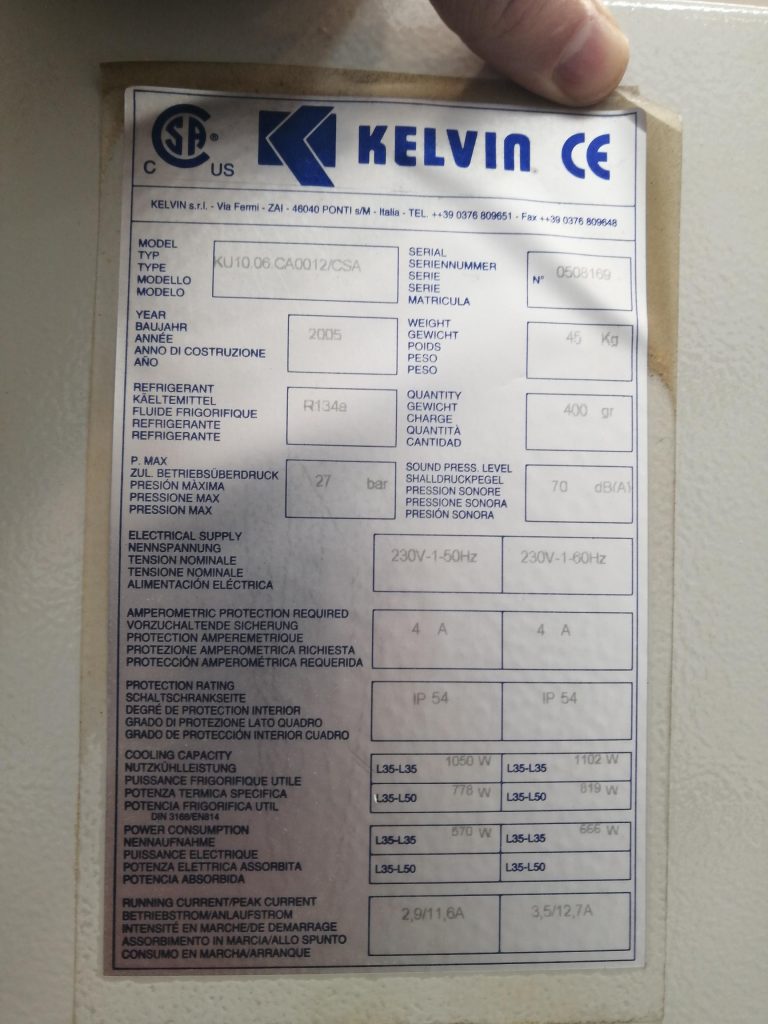 CSA®
C US
KELVIN CE
KELVIN s.r.l. - Via Fermi - ZAI - 46040 PONTI s/M - Italia - TEL. ++39 0376 809651 - Fax ++39 0376 809648
MODEL
TYP
TYPE
MODELLO
MODELO
KU10.06.CA0012/CSA
SERIAL
SERIENNUMMER
SERIE
SERIE
MATRICULA
N° 0508169
YEAR
BAUJAHR
ANNÉE
ANNO DI COSTRUZIONE
AÑO
2005
WEIGHT
GEWICHT
POIDS
PESO
PESO
45 Kg
REFRIGERANT
KÄELTEMITTEL
FLUIDE FRIGORIFIQUE
REFRIGERANTE
REFRIGERANTE
R134a
QUANTITY
GEWICHT
CHARGE
QUANTITÀ
CANTIDAD
400 gr
P. MAX
ZUL. BETRIEBSÜBERDRUCK
PRESIÓN MÀXIMA
PRESSIONE MAX
PRESSION MAX
27 bar
SOUND PRESS. LEVEL
SHALLDRUCKPEGEL
PRESSION SONORE
PRESSIONE SONORA
PRESIÓN SONORA
70 dB(A)
ELECTRICAL SUPPLY
NENNSPANNUNG
TENSION NOMINALE
TENSIONE NOMINALE
ALIMENTACIÓN ELÉCTRICA
230V-1-50Hz 230V-1-60Hz
AMPEROMETRIC PROTECTION REQUIRED
VORZUCHALTENDE SICHERUNG
PROTECTION AMPEREMETRIQUE
PROTEZIONE AMPEROMETRICA RICHIESTA
PROTECCIÓN AMPEROMÉTRICA REQUERIDA
4 A 4 A
PROTECTION RATING
SCHALTSCHRANKSEITE
DEGRÉ DE PROTECTION INTERIOR
GRADO DI PROTEZIONE LATO QUADRO
GRADO DE PROTECCIÓN INTERIOR CUADRO
IP 54 IP 54
COOLING CAPACITY
NUTZKÜHLLEISTUNG
PUISSANCE FRIGORIFIQUE UTILE
POTENZA TERMICA SPECIFICA
POTENCIA FRIGORIFICA UTIL
DIN 3168/EN814
L35-L35 1050 W L35-L35 1102 W
L35-L50 778 W L35-L50 819 W
POWER CONSUMPTION
NENNAUFNAHME
PUISSANCE ELECTRIQUE
POTENZA ELETTRICA ASSORBITA
POTENCIA ABSORBIDA
L35-L35 570 W L35-L35 666 W
L35-L50 L35-L50
RUNNING CURRENT/PEAK CURRENT
BETRIEBSTROM/ANLAUFSTROM
INTENSITÉ EN MARCHE/DE DEMARRAGE
ASSORBIMENTO IN MARCIA/ALLO SPUNTO
CONSUMO EN MARCHA/ARRANQUE
2,9/11,6A 3,5/12,7A